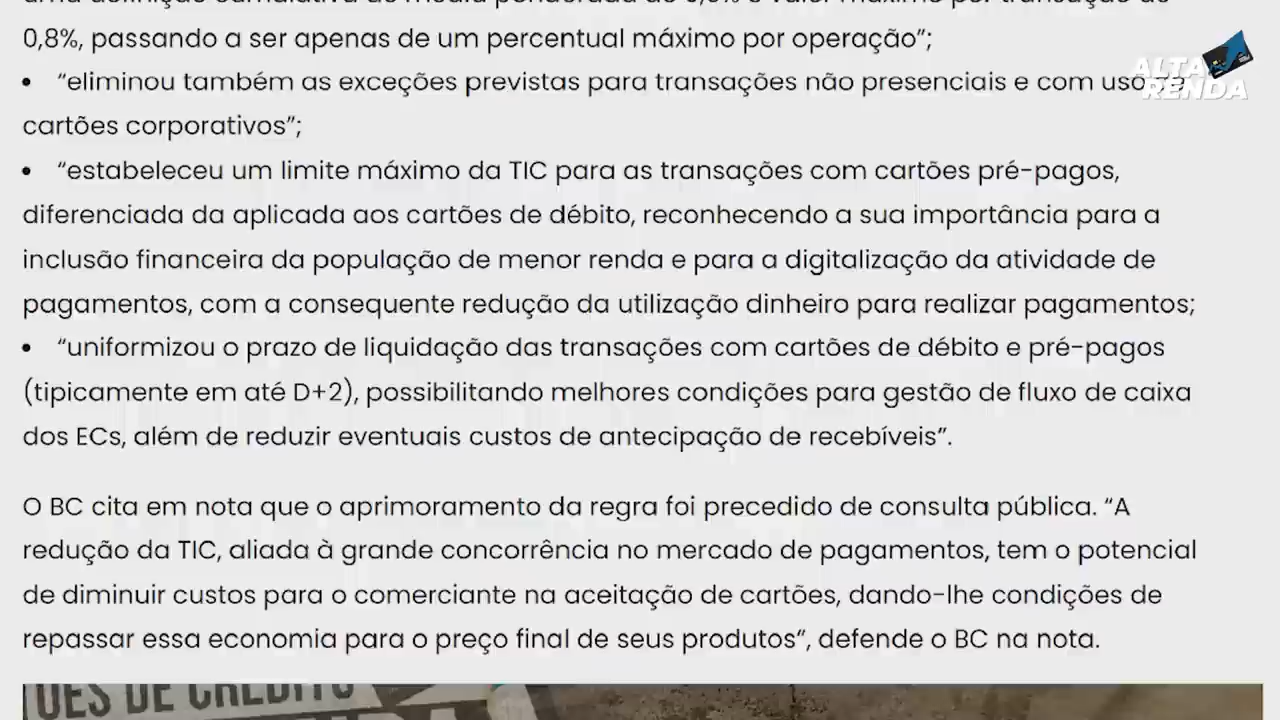 0,8%, passando a ser apenas de um percentual máximo por operação”;
• “eliminou também as exceções previstas para transações não presenciais e com uso
cartões corporativos”;
• “estabeleceu um limite máximo da TIC para as transações com cartões pré-pagos,
diferenciada da aplicada aos cartões de débito, reconhecendo a sua importância para a
inclusão financeira da população de menor renda e para a digitalização da atividade de
pagamentos, com a consequente redução da utilização dinheiro para realizar pagamentos;
• “uniformizou o prazo de liquidação das transações com cartões de débito e pré-pagos
(tipicamente em até D+2), possibilitando melhores condições para gestão de fluxo de caixa
dos ECs, além de reduzir eventuais custos de antecipação de recebíveis”.
O BC cita em nota que o aprimoramento da regra foi precedido de consulta pública. “A
redução da TIC, aliada à grande concorrência no mercado de pagamentos, tem o potencial
de diminuir custos para o comerciante na aceitação de cartões, dando-lhe condições de
repassar essa economia para o preço final de seus produtos”, defende o BC na nota.
ALTA
RENDA
DE CRÉDITO